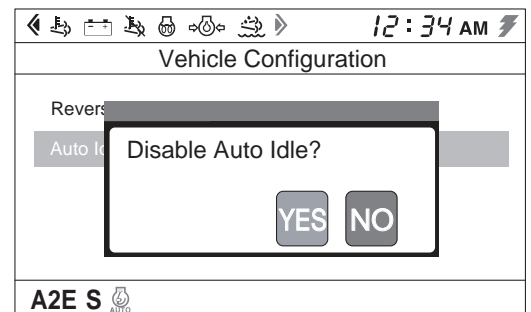 12:34 AM
Vehicle Configuration
Revers
Auto Id
Disable Auto Idle?
YES NO
A2E S
AUTO